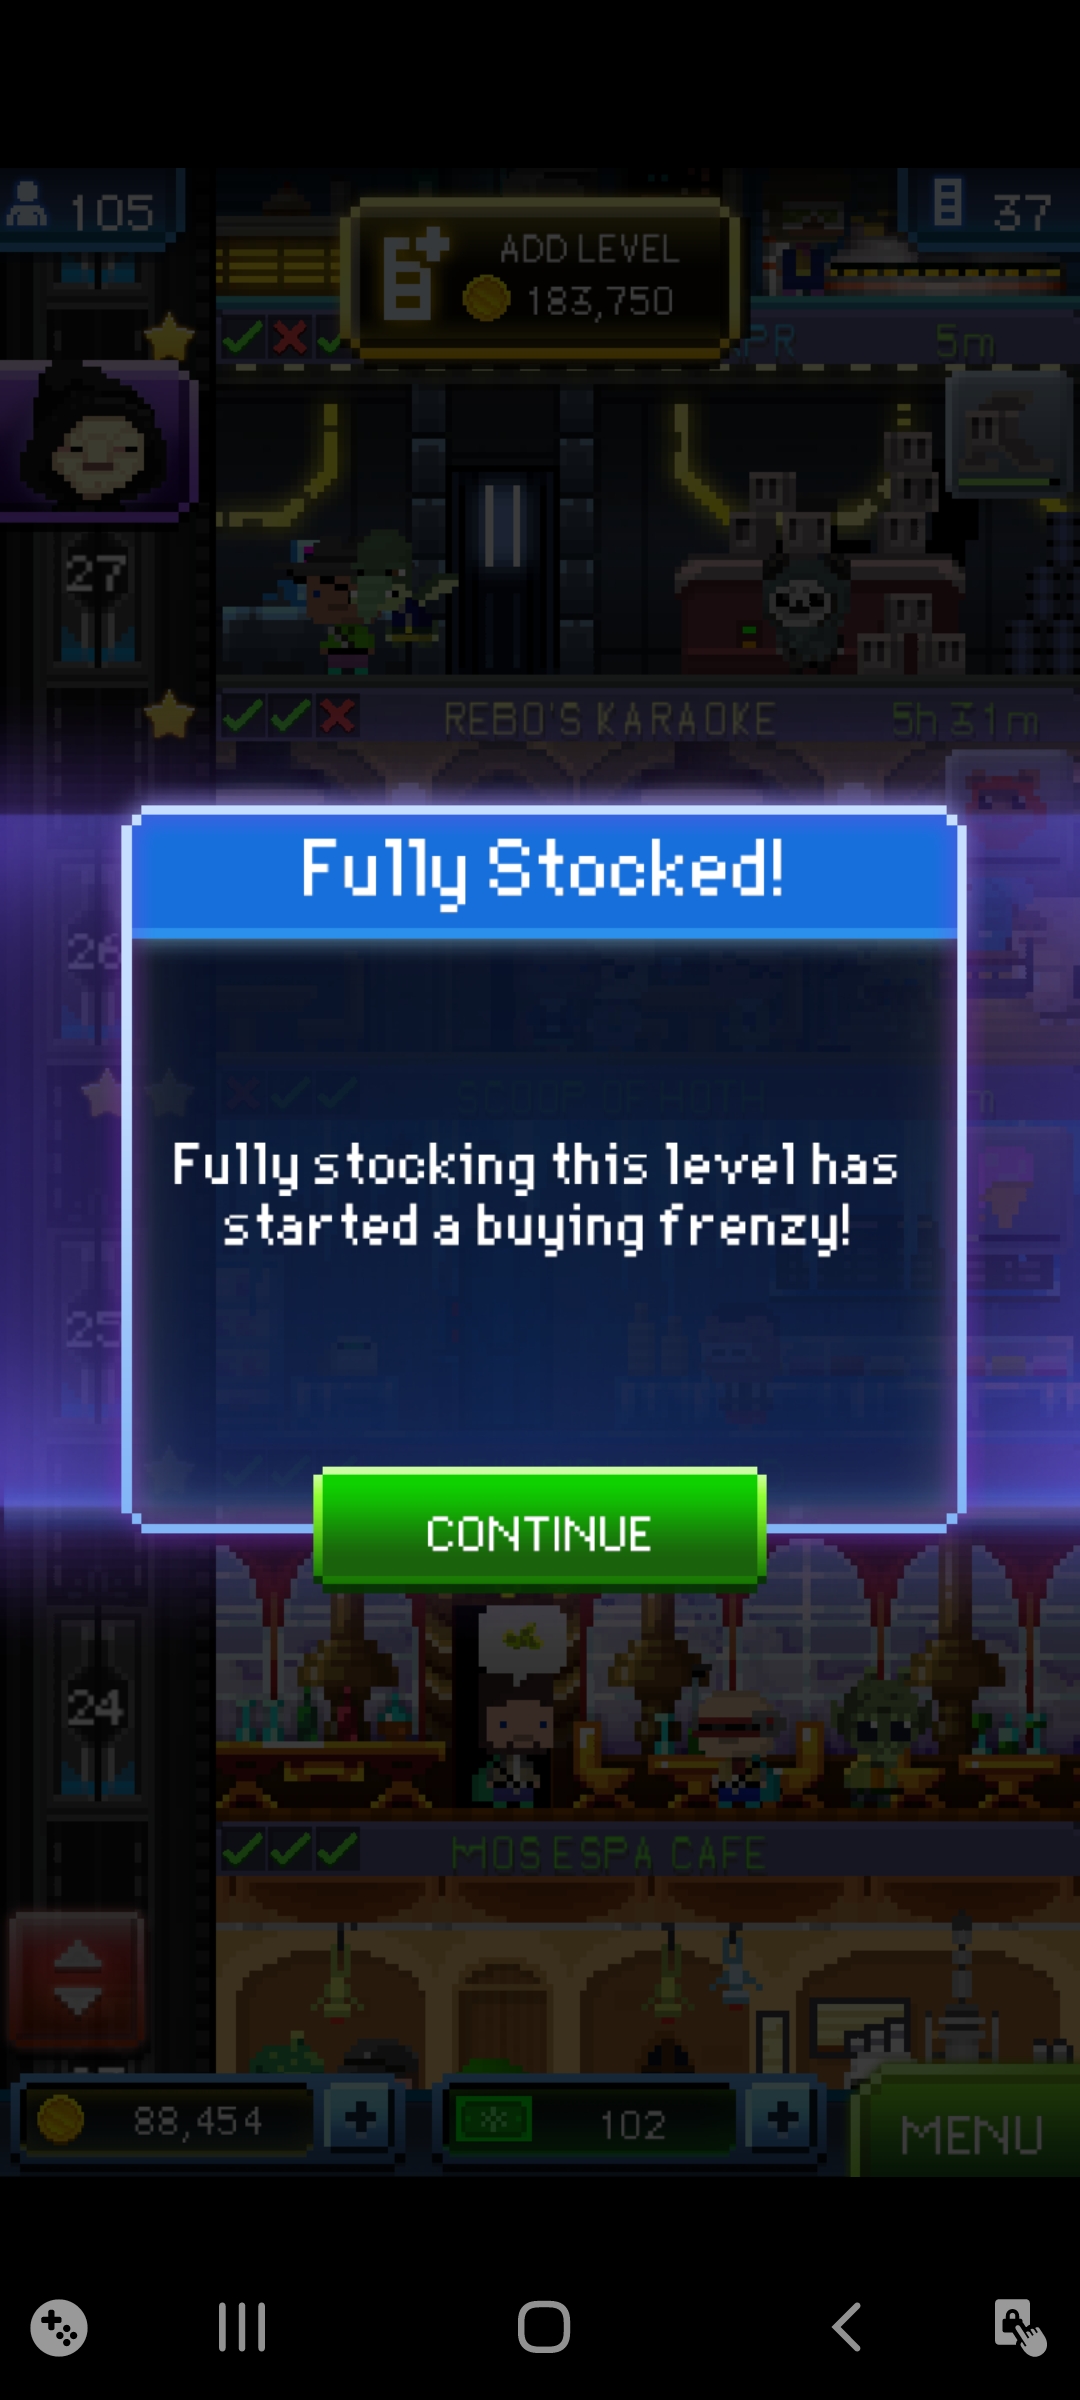 105
37
ADD LEVEL
183,750
5m
27
REBO'S KARAOKE
5h 31m
Fully Stocked!
26
SCOOP OF HOTH
Fully stocking this level has
started a buying frenzy!
25
CONTINUE
24
MOS ESPA CAFE
88,454
102
MENU